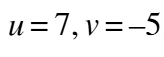 u = 7, v = –5